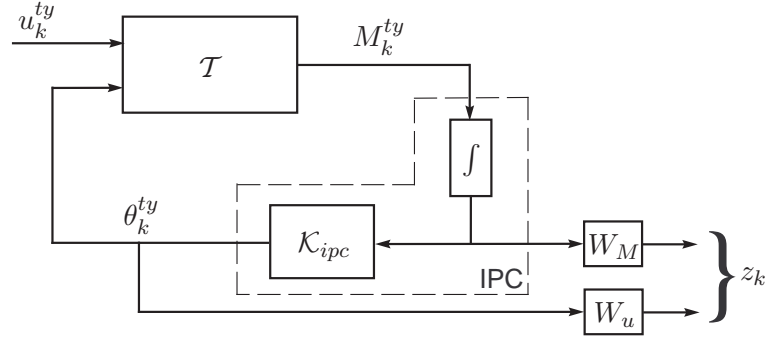 u_k^{ty}
M_k^{ty}
𝒯
∫
θ_k^{ty}
𝒦_{ipc}
W_M
z_k
IPC
W_u